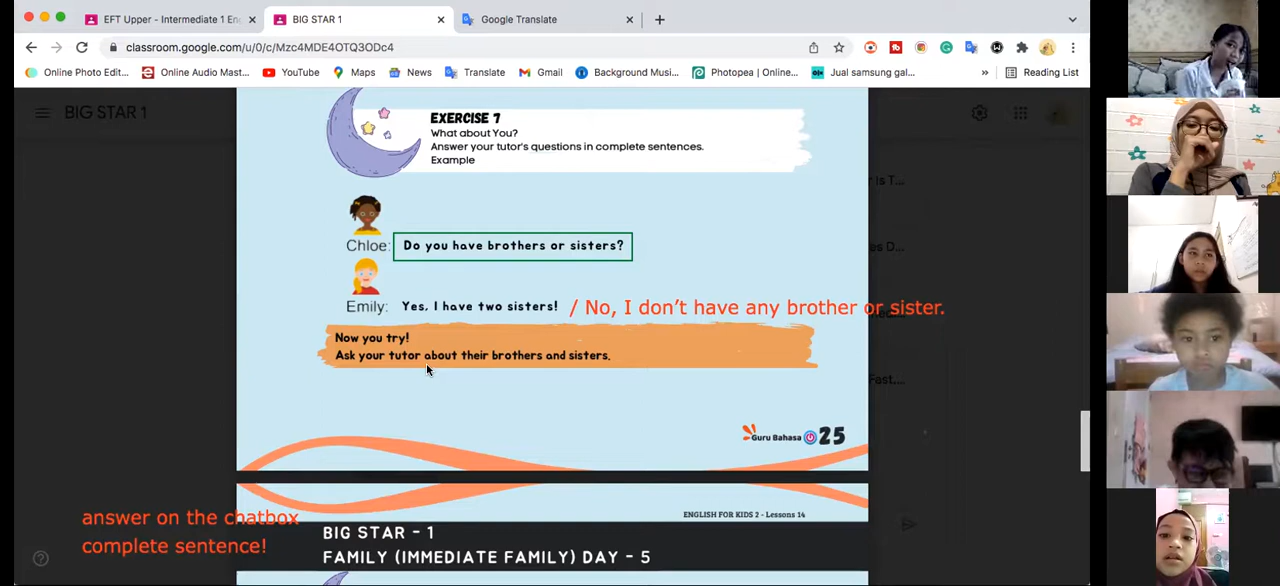 EFT Upper - Intermediate 1 En
BIG STAR 1
Google Translate
classroom.google.com/u/0/c/Mzc4MDE4OTQ3ODc4
Online Photo Edit...
Online Audio Mast...
YouTube
Maps
News
Translate
Gmail
Background Musi...
Photopea | Online...
Jual samsung gal...
»
Reading List
BIG STAR 1
EXERCISE 7
What about You?
Answer your tutor's questions in complete sentences.
Example
r Is T...
Chloe: Do you have brothers or sisters?
es D...
Emily: Yes, I have two sisters! / No, I don't have any brother or sister.
Now you try!
Ask your tutor about their brothers and sisters.
Fast,...
Guru Bahasa 25
answer on the chatbox
complete sentence!
ENGLISH FOR KIDS 2 - Lessons 14
BIG STAR - 1
FAMILY (IMMEDIATE FAMILY) DAY - 5